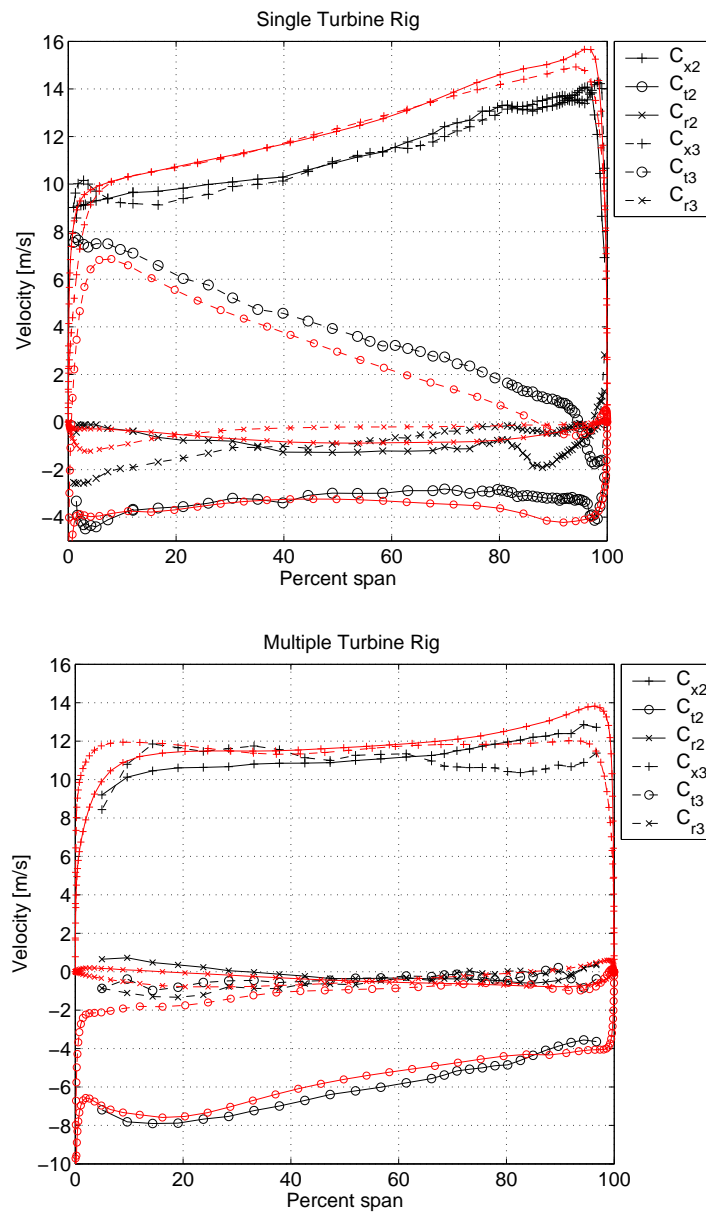 Single Turbine Rig
16
14
12
10
8
6
4
2
0
−2
−4
Velocity [m/s]
0 20 40 60 80 100
Percent span
C_x2
C_t2
C_r2
C_x3
C_t3
C_r3
Multiple Turbine Rig
16
14
12
10
8
6
4
2
0
−2
−4
−6
−8
−10
Velocity [m/s]
0 20 40 60 80 100
Percent span
C_x2
C_t2
C_r2
C_x3
C_t3
C_r3